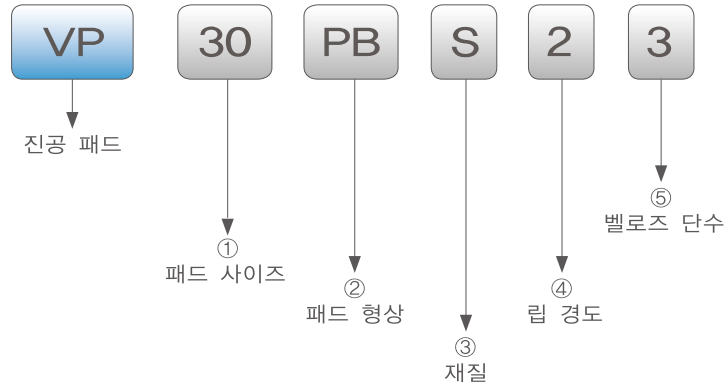 VP 30 PB S 2 3
진공 패드
①
패드 사이즈
②
패드 형상
③
재질
④
립 경도
⑤
벨로즈 단수